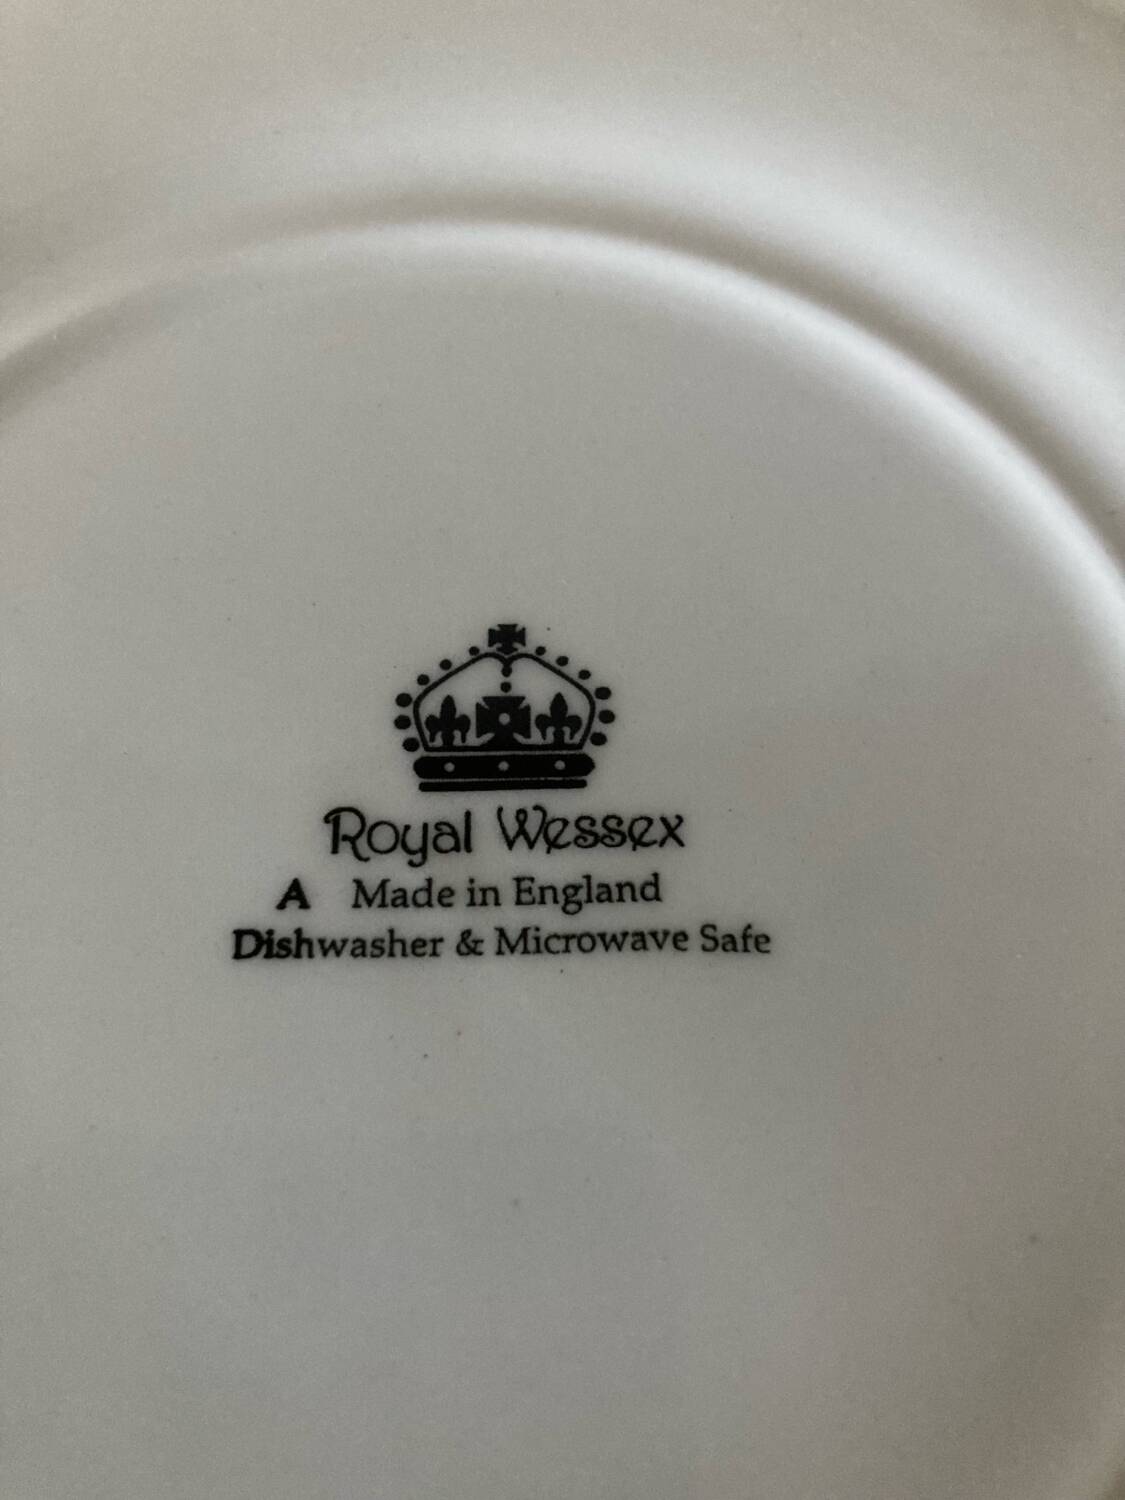 Royal Wessex
A Made in England
Dishwasher & Microwave Safe